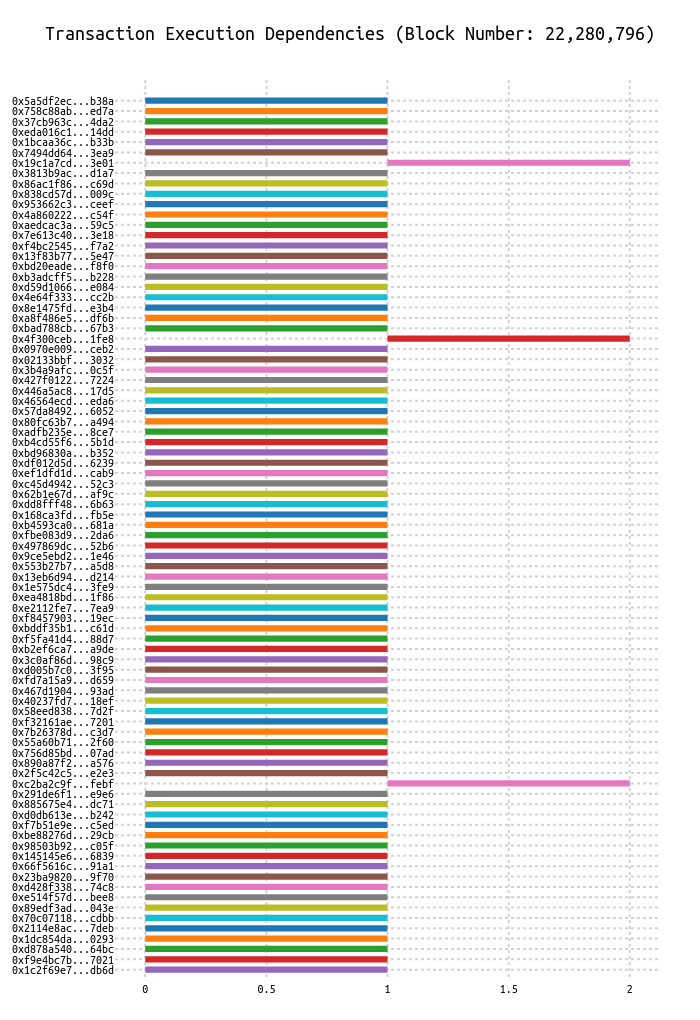 Transaction Execution Dependencies (Block Number: 22,280,796)
0x5a5df2ec...b38a
0x758c88ab...ed7a
0x37cb963c...4da2
0xeda016c1...14dd
0x1bcaa36c...b33b
0x7494dd64...3ea9
0x19c1a7cd...3e01
0x3813b9ac...d1a7
0x86ac1f86...c69d
0x838cd57d...009c
0x953662c3...ceef
0x4a860222...c54f
0xaedcac3a...59c5
0x7e613c40...3e18
0xf4bc2545...f7a2
0x13f83b77...5e47
0xbd20eade...f8f0
0xb3adcff5...b228
0xd59d1066...e084
0x4e64f333...cc2b
0x8e1475fd...e3b4
0xa8f486e5...df6b
0xbad788cb...67b3
0x4f300ceb...1fe8
0x0970e009...ceb2
0x02133bbf...3032
0x3b4a9afc...0c5f
0x427f0122...7224
0x446a5ac8...17d5
0x46564ecd...eda6
0x57da8492...6052
0x80fc63b7...a494
0xadfb235e...8ce7
0xb4cd55f6...5b1d
0xbd96830a...b352
0xdf012d5d...6239
0xef1dfd1d...cab9
0xc45d4942...52c3
0x62b1e67d...af9c
0xdd8fff48...6b63
0x168ca3fd...fb5e
0xb4593ca0...681a
0xfbe083d9...2da6
0x497869dc...52b6
0x9ce5ebd2...1e46
0x553b27b7...a5d8
0x13eb6d94...d214
0x1e575dc4...3fe9
0xea4818bd...1f86
0xe2112fe7...7ea9
0xf8457903...19ec
0xbddf35b1...c61d
0xf5fa41d4...88d7
0xb2ef6ca7...a9de
0x3c0af86d...98c9
0xd005b7c0...3f95
0xfd7a15a9...d659
0x467d1904...93ad
0x40237fd7...18ef
0x58eed838...7d2f
0xf32161ae...7201
0x7b26378d...c3d7
0x55a60b71...2f60
0x756d85bd...07ad
0x890a87f2...a576
0x2f5c42c5...e2e3
0xc2ba2c9f...febf
0x291de6f1...e9e6
0x885675e4...dc71
0xd0db613e...b242
0xf7b51e9e...c5ed
0xbe88276d...29cb
0x98503b92...c05f
0x145145e6...6839
0x66f5616c...91a1
0x23ba9820...9f70
0xd428f338...74c8
0xe514f57d...bee8
0x89edf3ad...043e
0x70c07118...cdbb
0x2114e8ac...7deb
0x1dc854da...0293
0xd878a540...64bc
0xf9e4bc7b...7021
0x1c2f69e7...db6d
0 0.5 1 1.5 2